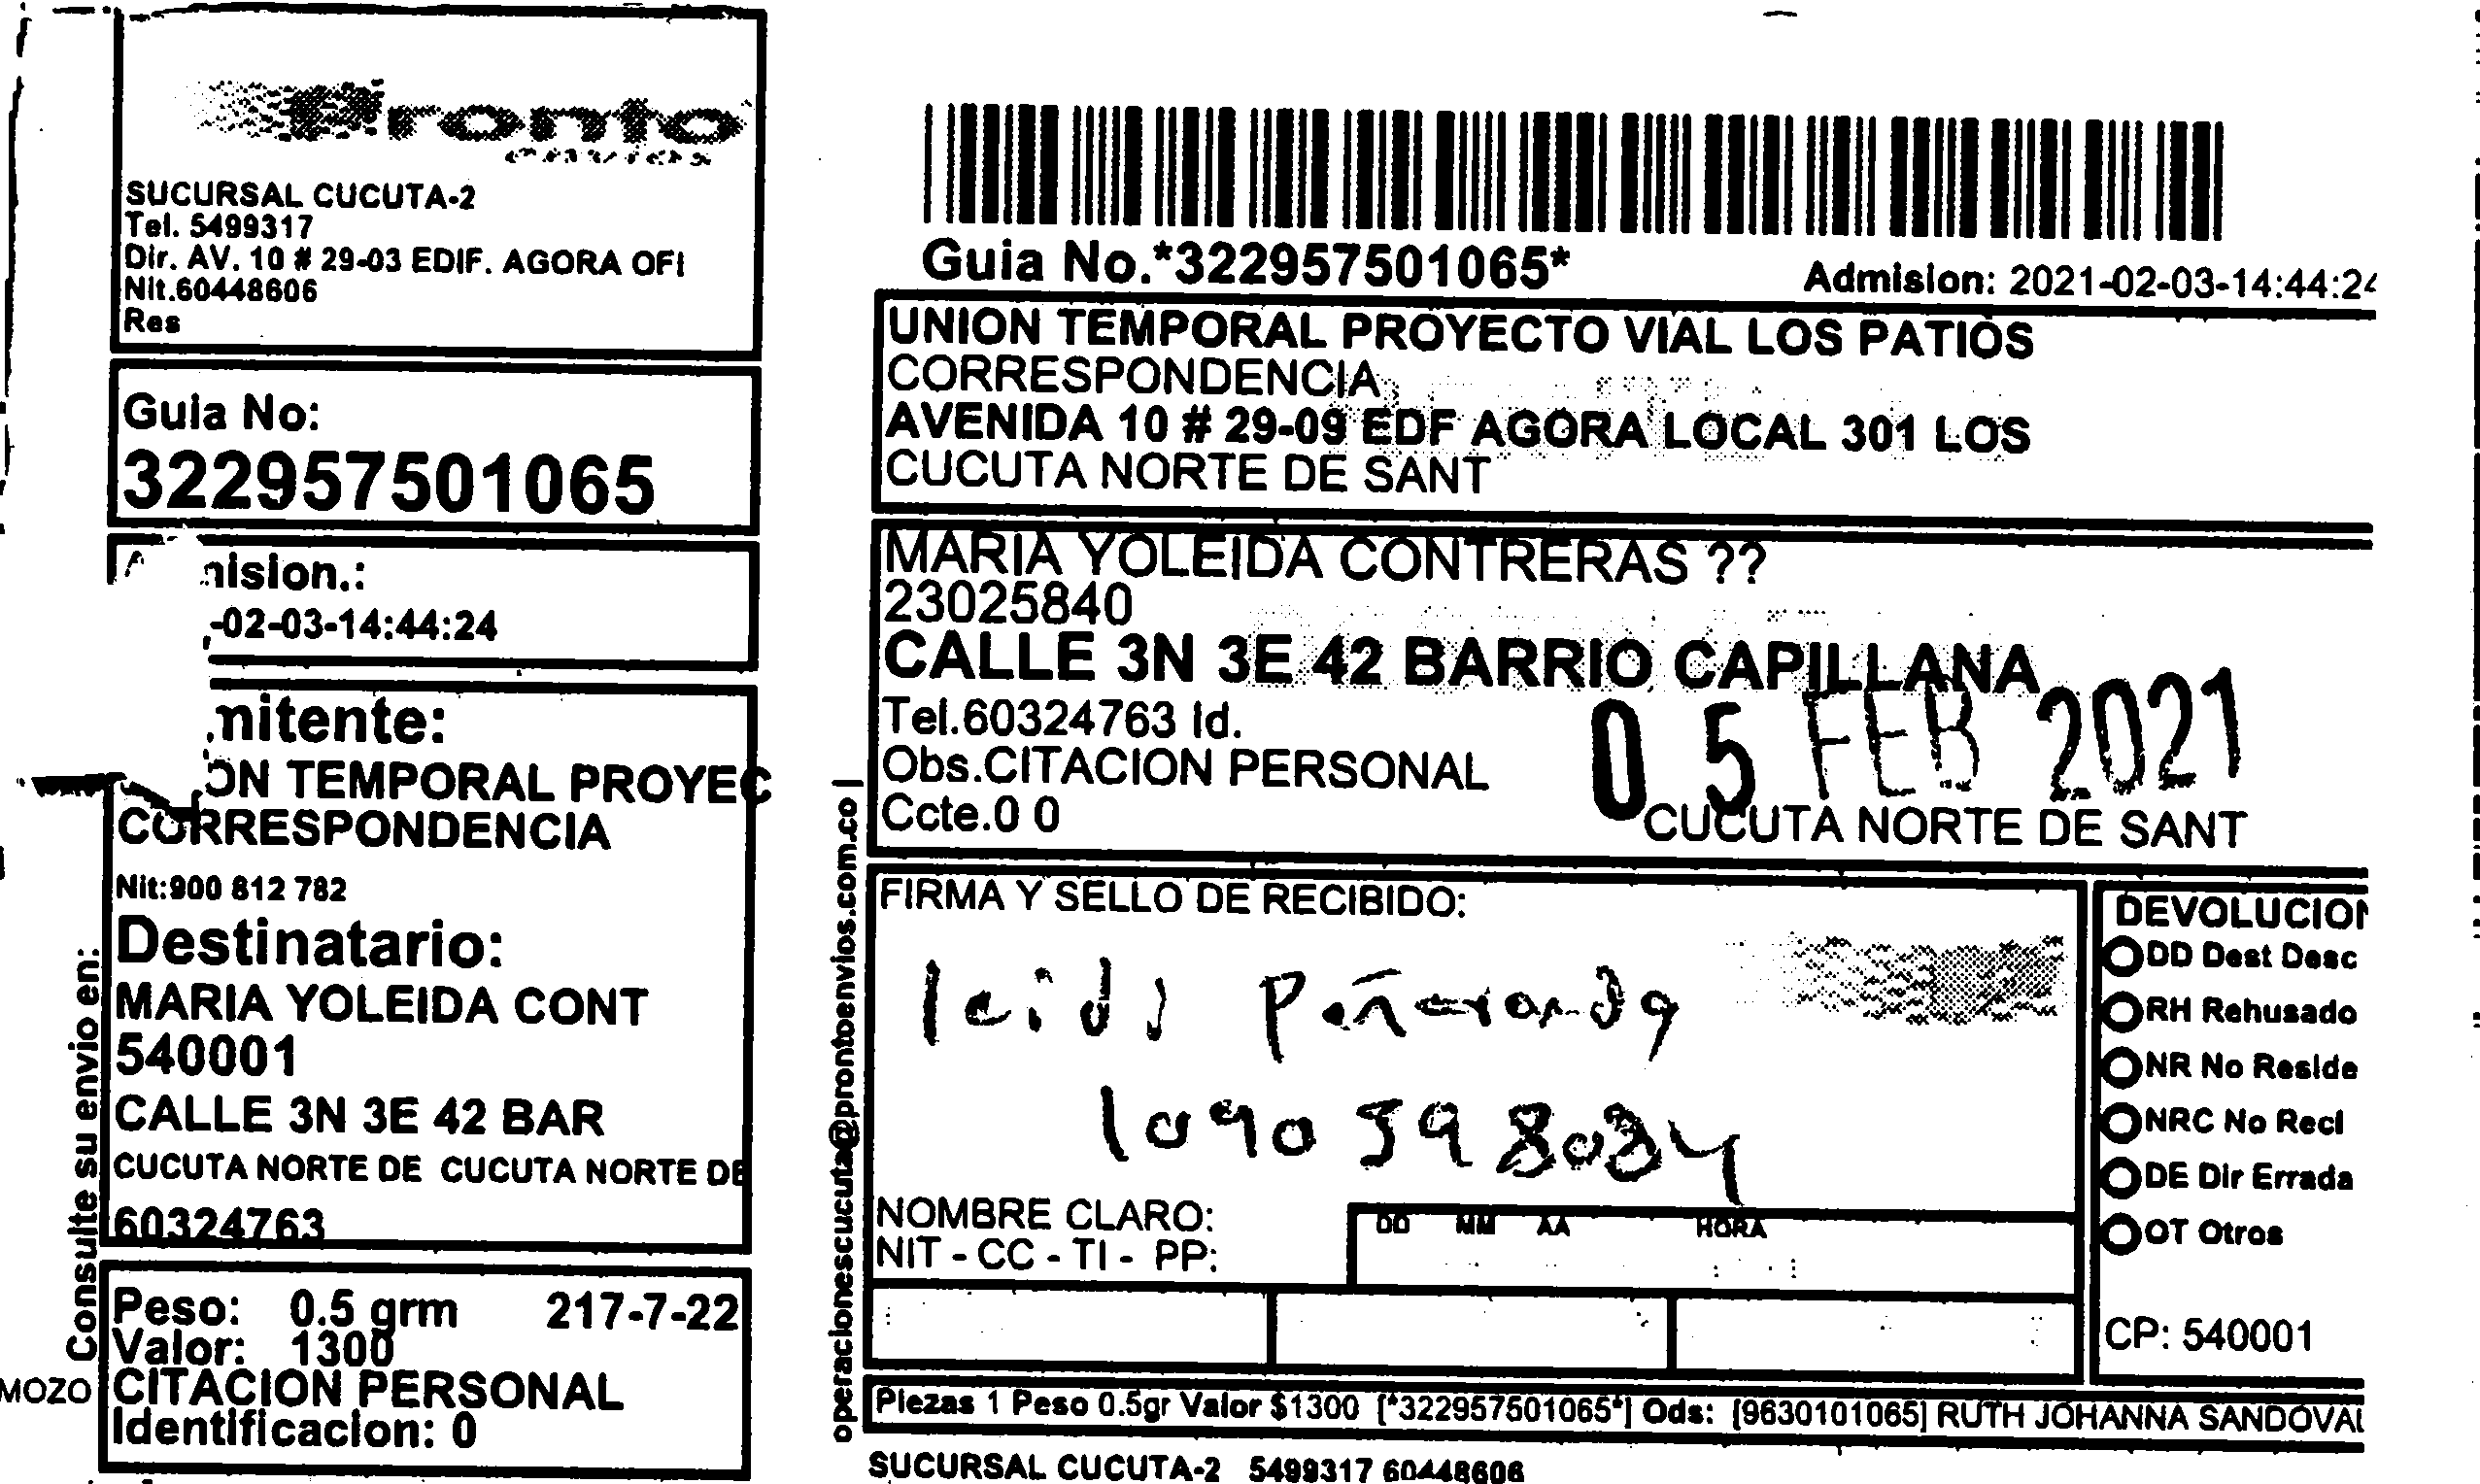 Pronto
envios
SUCURSAL CUCUTA-2
Tel. 5499317
Dir. AV. 10 # 29-03 EDIF. AGORA OFI
Nit.60448606
Res
Guia No:
322957501065
nision.:
-02-03-14:44:24
mitente:
ON TEMPORAL PROYEC
CORRESPONDENCIA
Nit:900 812 782
Destinatario:
MARIA YOLEIDA CONT
540001
CALLE 3N 3E 42 BAR
CUCUTA NORTE DE CUCUTA NORTE DE
60324763
Peso: 0.5 grm 217-7-22
Valor: 1300
CITACION PERSONAL
Identificacion: 0
Consulte su envio en:
MOZO
operacionescucuta@prontoenvios.com.co |
Guia No.*322957501065*
Admision: 2021-02-03-14:44:24
UNION TEMPORAL PROYECTO VIAL LOS PATIOS
CORRESPONDENCIA
AVENIDA 10 # 29-09 EDF AGORA LOCAL 301 LOS
CUCUTA NORTE DE SANT
MARIA YOLEIDA CONTRERAS ??
23025840
CALLE 3N 3E 42 BARRIO CAPILLANA
Tel.60324763 Id.
Obs.CITACION PERSONAL
Ccte.0 0
05 FEB 2021
CUCUTA NORTE DE SANT
FIRMA Y SELLO DE RECIBIDO:
Peñaranda
1090398084
NOMBRE CLARO:
NIT - CC - TI - PP:
DD MM AA HORA
DEVOLUCION
DD Dest Desc
RH Rehusado
NR No Reside
NRC No Recl
DE Dir Errada
OT Otros
CP: 540001
Piezas 1 Peso 0.5gr Valor $1300 [*322957501065*] Ods: [9630101065] RUTH JOHANNA SANDOVAL
SUCURSAL CUCUTA-2 5499317 60448606